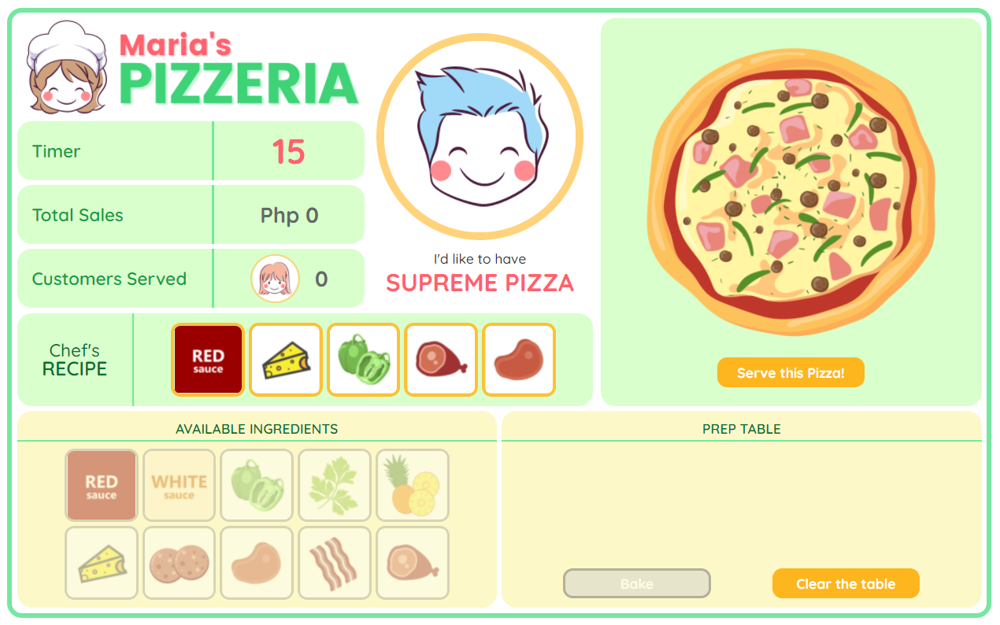 Maria's
PIZZERIA
Timer
15
Total Sales
Php 0
Customers Served
0
I'd like to have
SUPREME PIZZA
Serve this Pizza!
Chef's
RECIPE
RED
sauce
AVAILABLE INGREDIENTS
RED
sauce
WHITE
sauce
PREP TABLE
Bake
Clear the table